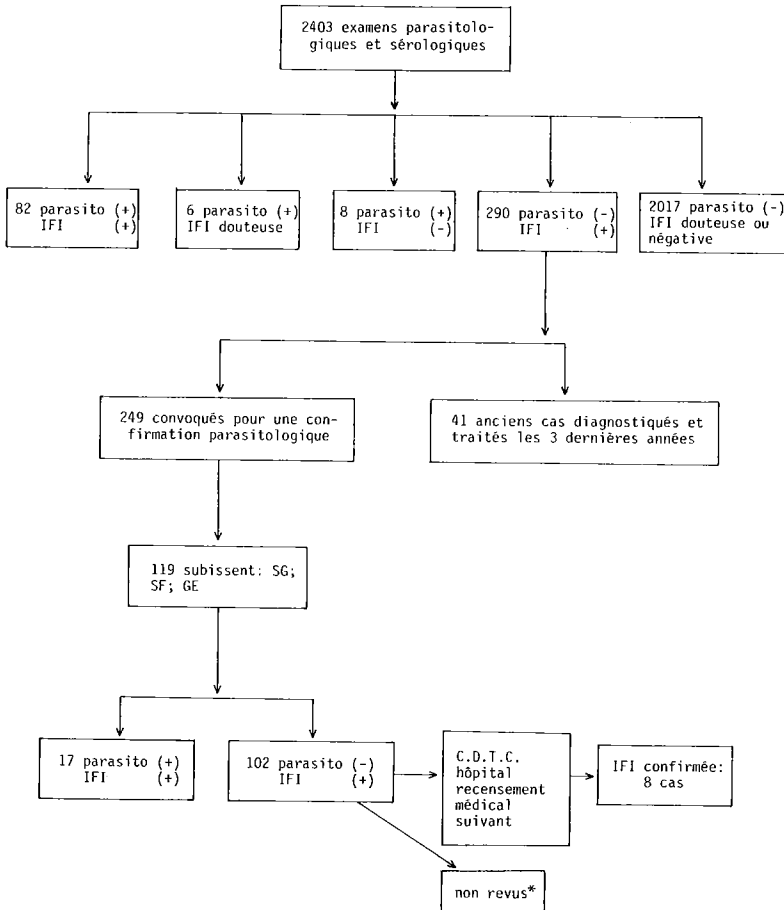 2403 examens parasitolo-
giques et sérologiques
82 parasito (+)
IFI (+)
6 parasito (+)
IFI douteuse
8 parasito (+)
IFI (-)
290 parasito (-)
IFI (+)
2017 parasito (-)
IFI douteuse ou
négative
249 convoqués pour une con-
firmation parasitologique
41 anciens cas diagnostiqués et
traités les 3 dernières années
119 subissent: SG;
SF; GE
17 parasito (+)
IFI (+)
102 parasito (-)
IFI (+)
C.D.T.C.
hôpital
recensement
médical
suivant
IFI confirmée:
8 cas
non revus*